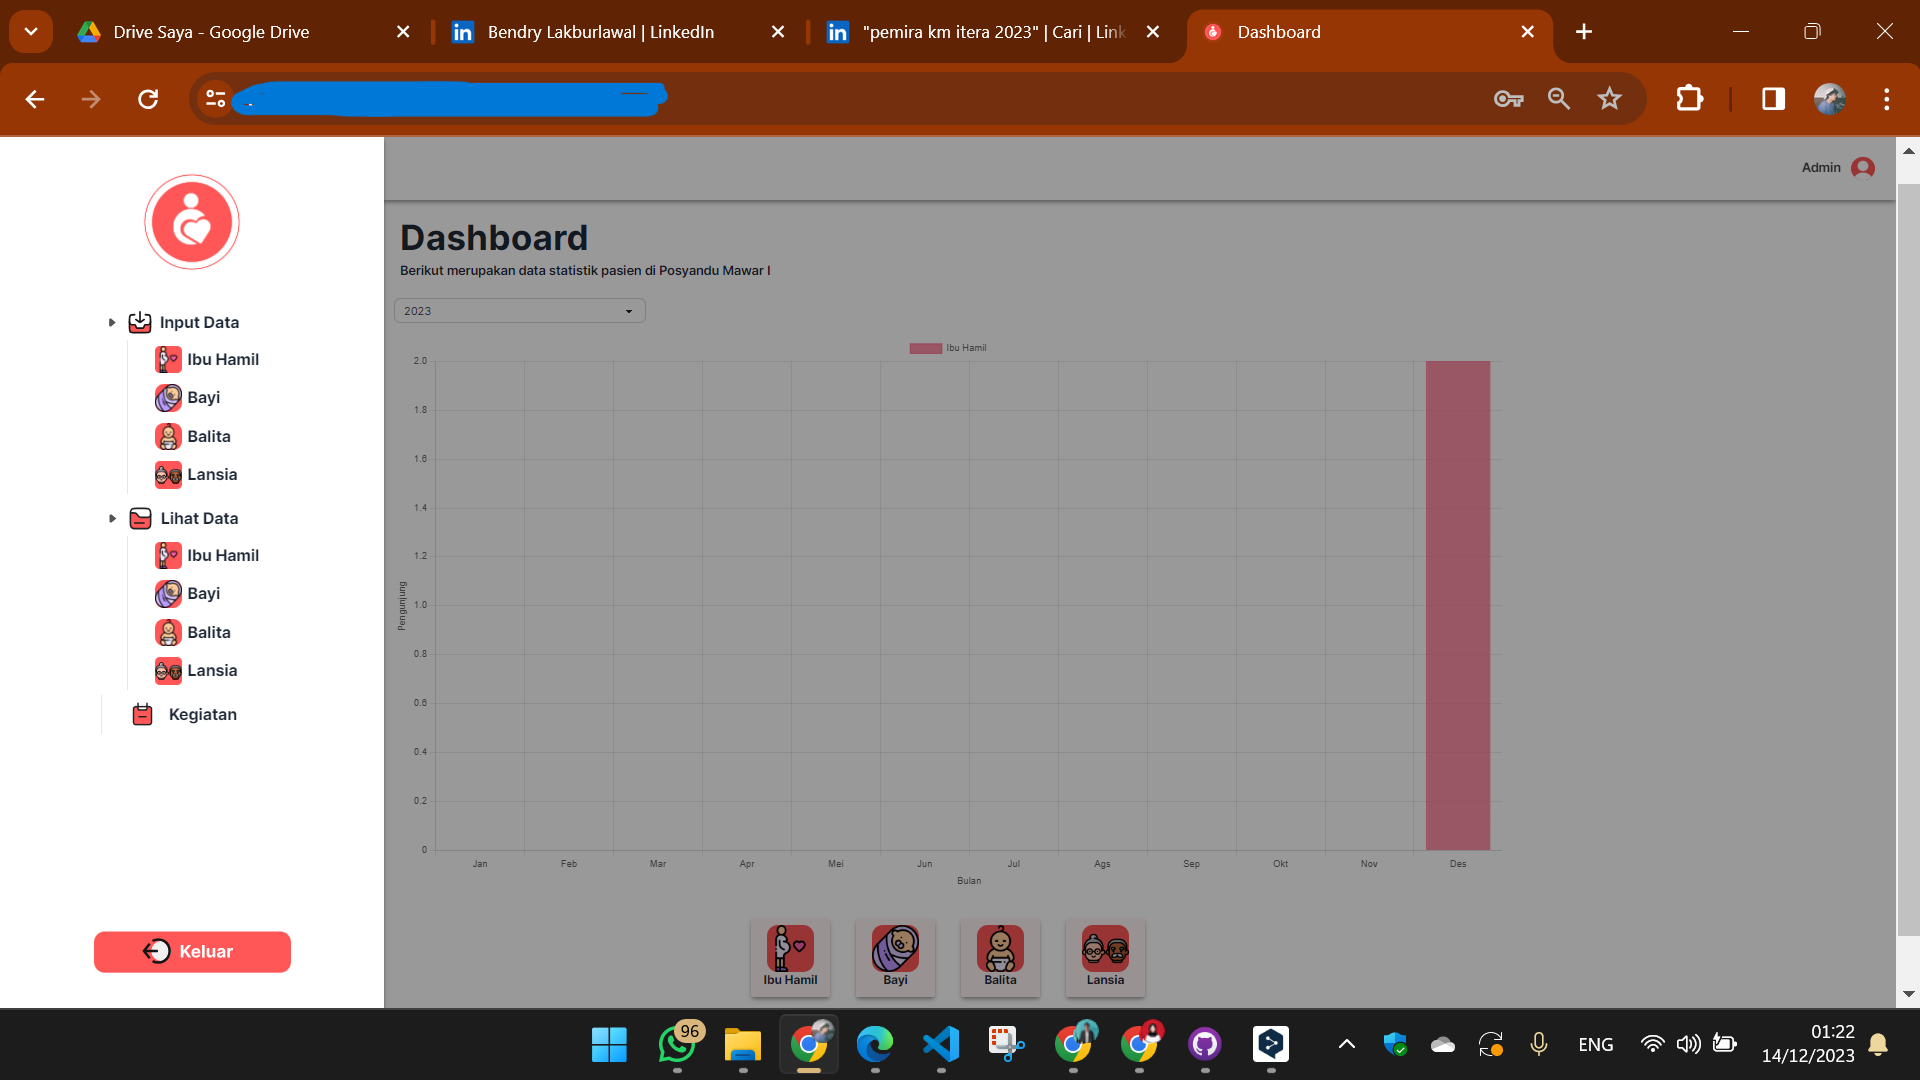 Drive Saya - Google Drive
Bendry Lakburlawal | LinkedIn
"pemira km itera 2023" | Cari | Link
Dashboard
Admin
Dashboard
Berikut merupakan data statistik pasien di Posyandu Mawar I
2023
Input Data
Ibu Hamil
Bayi
Balita
Lansia
Lihat Data
Ibu Hamil
Bayi
Balita
Lansia
Kegiatan
Keluar
Ibu Hamil
2.0
1.8
1.6
1.4
1.2
1.0
0.8
0.6
0.4
0.2
0
Pengunjung
Jan Feb Mar Apr Mei Jun Jul Ags Sep Okt Nov Des
Bulan
Ibu Hamil Bayi Balita Lansia
96
ENG
01:22
14/12/2023